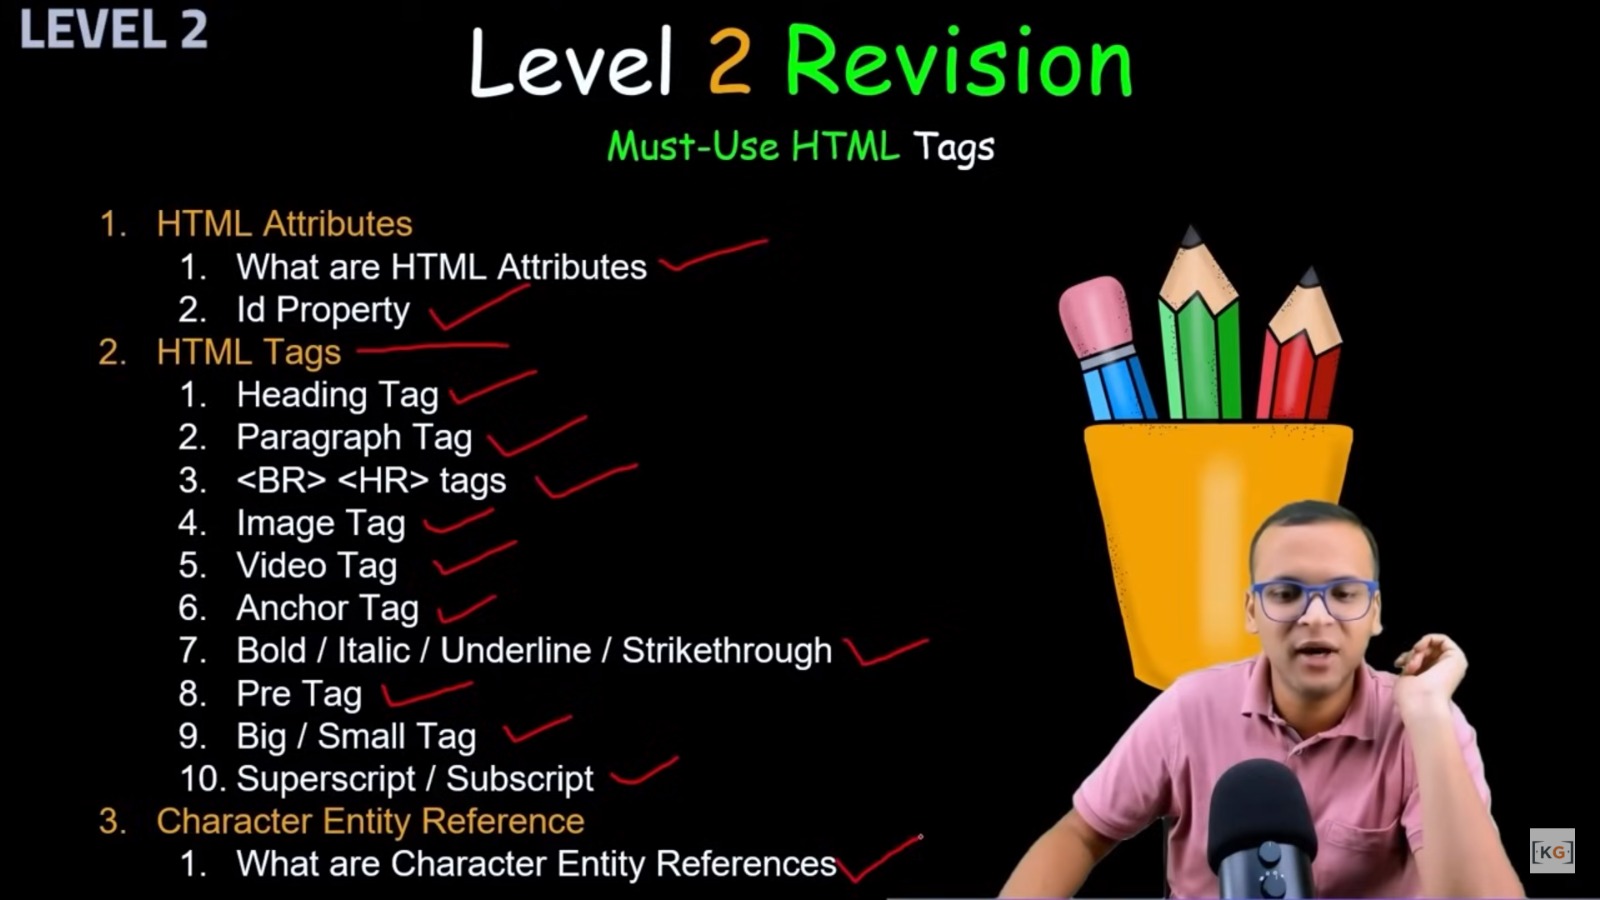 LEVEL 2
Level 2 Revision
Must-Use HTML Tags
1. HTML Attributes
1. What are HTML Attributes
2. Id Property
2. HTML Tags
1. Heading Tag
2. Paragraph Tag
3. <BR> <HR> tags
4. Image Tag
5. Video Tag
6. Anchor Tag
7. Bold / Italic / Underline / Strikethrough
8. Pre Tag
9. Big / Small Tag
10. Superscript / Subscript
3. Character Entity Reference
1. What are Character Entity References
[KG]